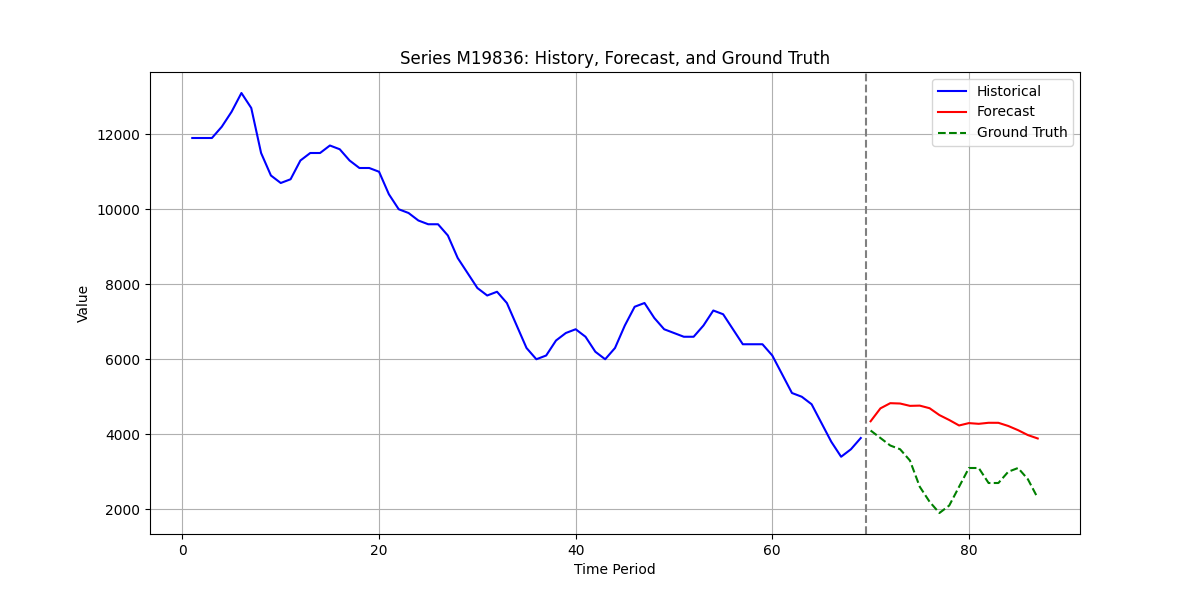 Series M19836: History, Forecast, and Ground Truth
Historical
Forecast
Ground Truth
Value
12000
10000
8000
6000
4000
2000
0
20
40
60
80
Time Period